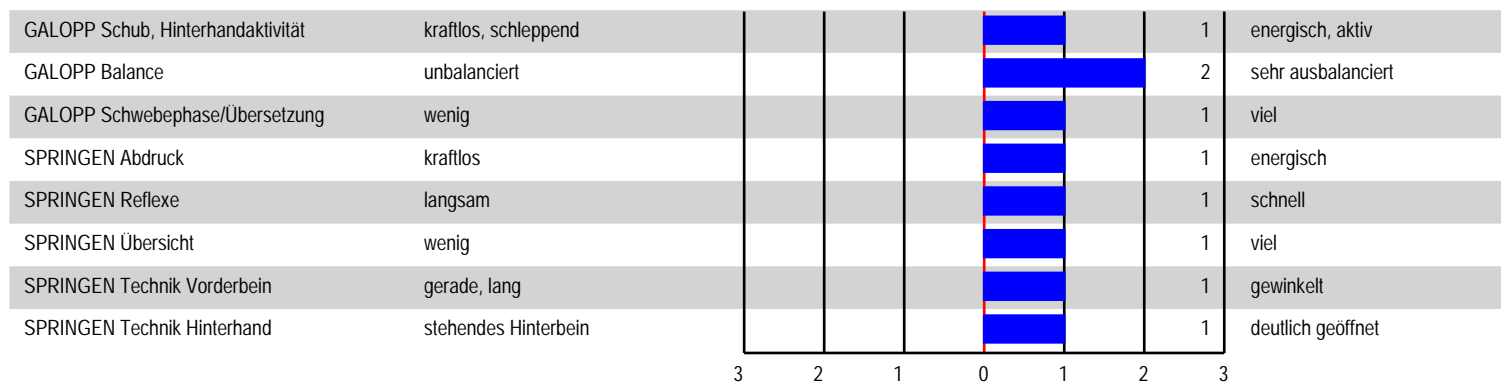 GALOPP Schub, Hinterhandaktivität kraftlos, schleppend 1 energisch, aktiv
GALOPP Balance unbalanciert 2 sehr ausbalanciert
GALOPP Schwebephase/Übersetzung wenig 1 viel
SPRINGEN Abdruck kraftlos 1 energisch
SPRINGEN Reflexe langsam 1 schnell
SPRINGEN Übersicht wenig 1 viel
SPRINGEN Technik Vorderbein gerade, lang 1 gewinkelt
SPRINGEN Technik Hinterhand stehendes Hinterbein 1 deutlich geöffnet
3 2 1 0 1 2 3